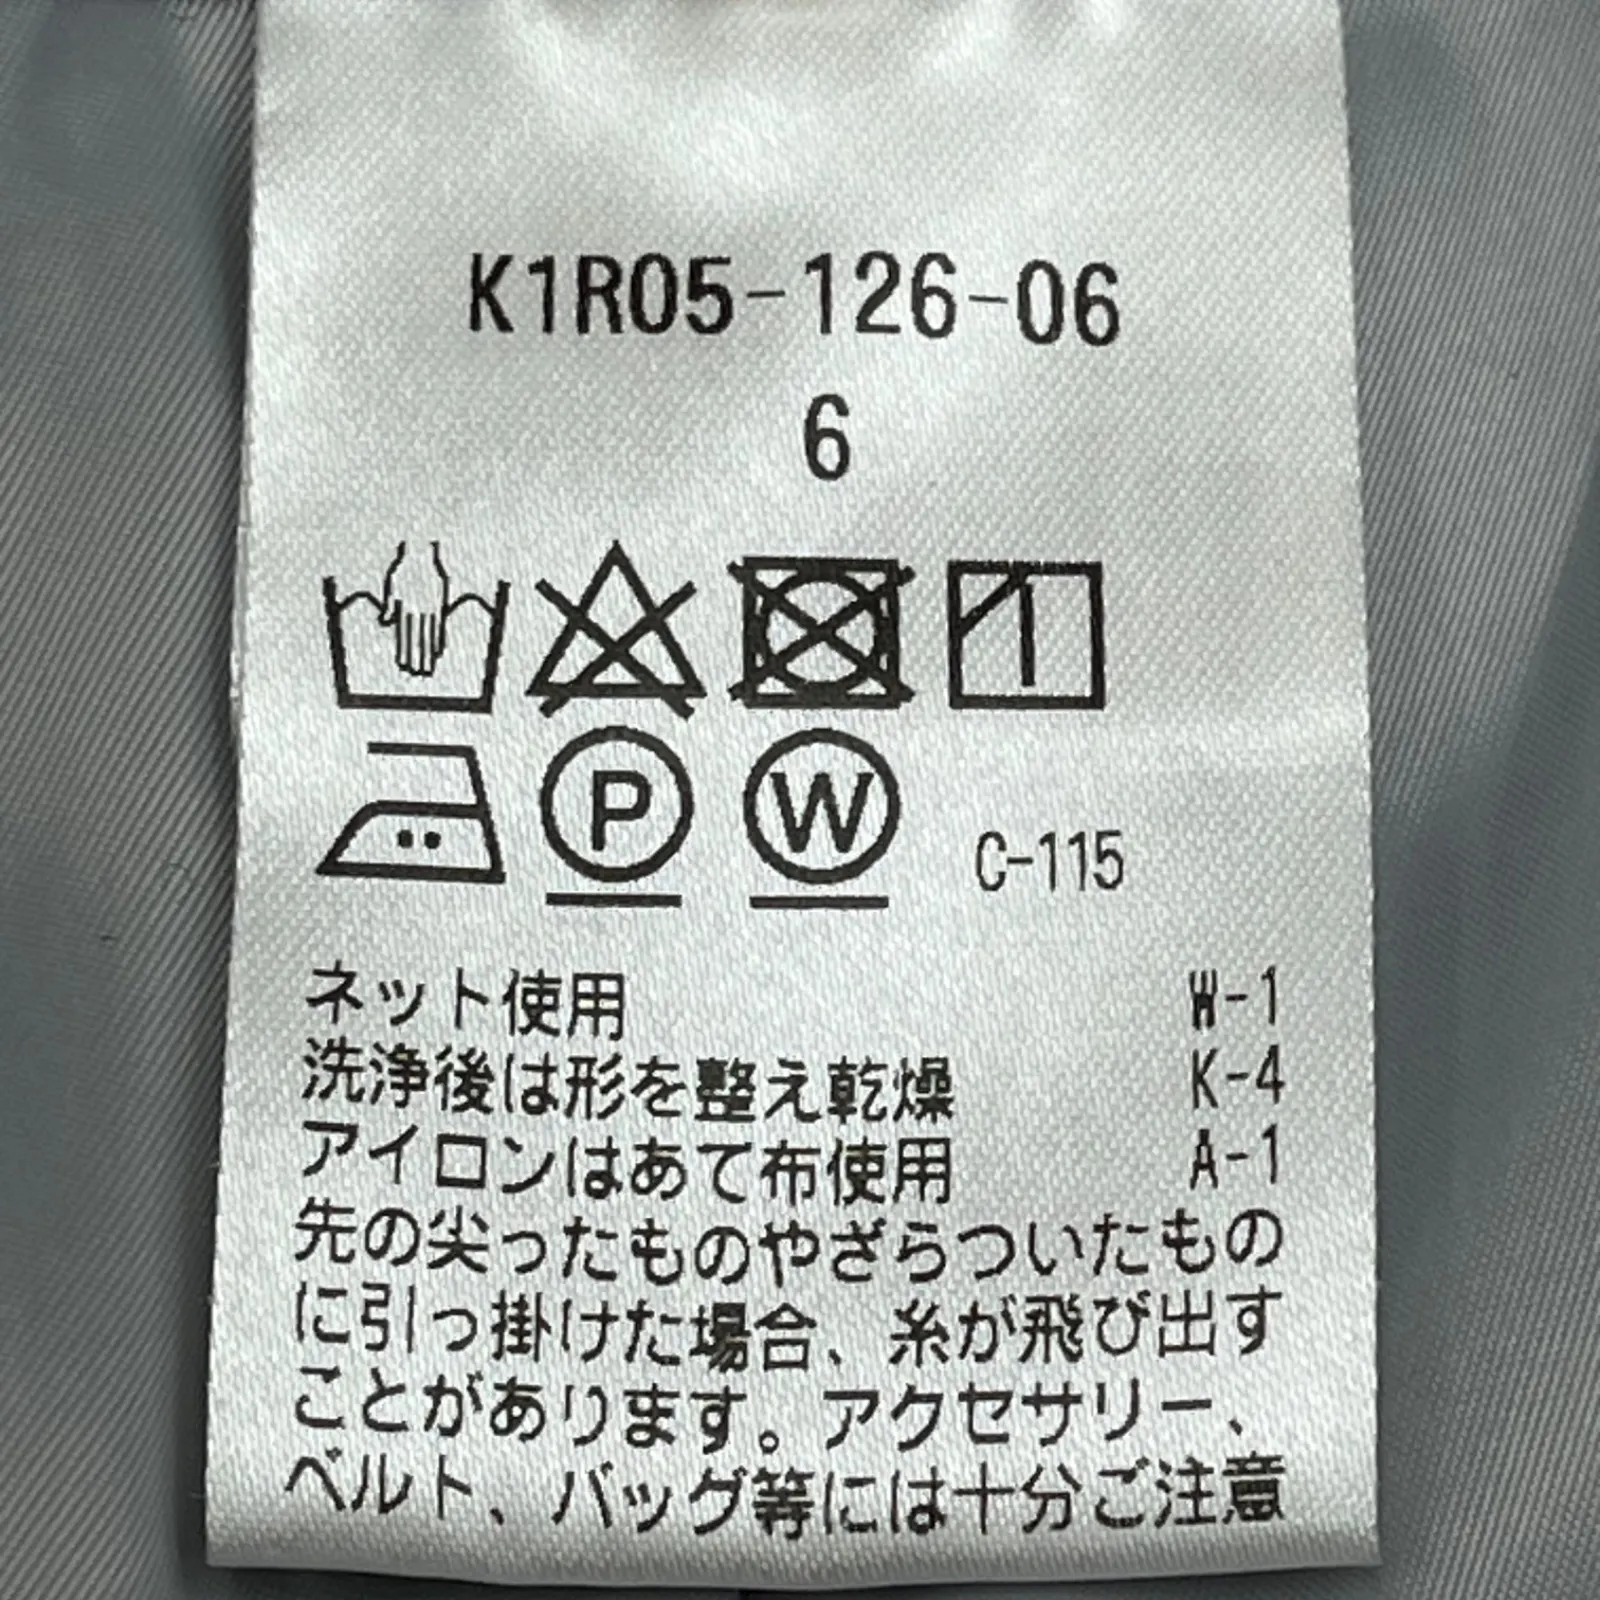 K1R05-126-06
6
P W C-115
ネット使用 W-1
洗浄後は形を整え乾燥 K-4
アイロンはあて布使用 A-1
先の尖ったものやざらついたもの
に引っ掛けた場合、糸が飛び出す
ことがあります。アクセサリー、
ベルト、バッグ等には十分ご注意